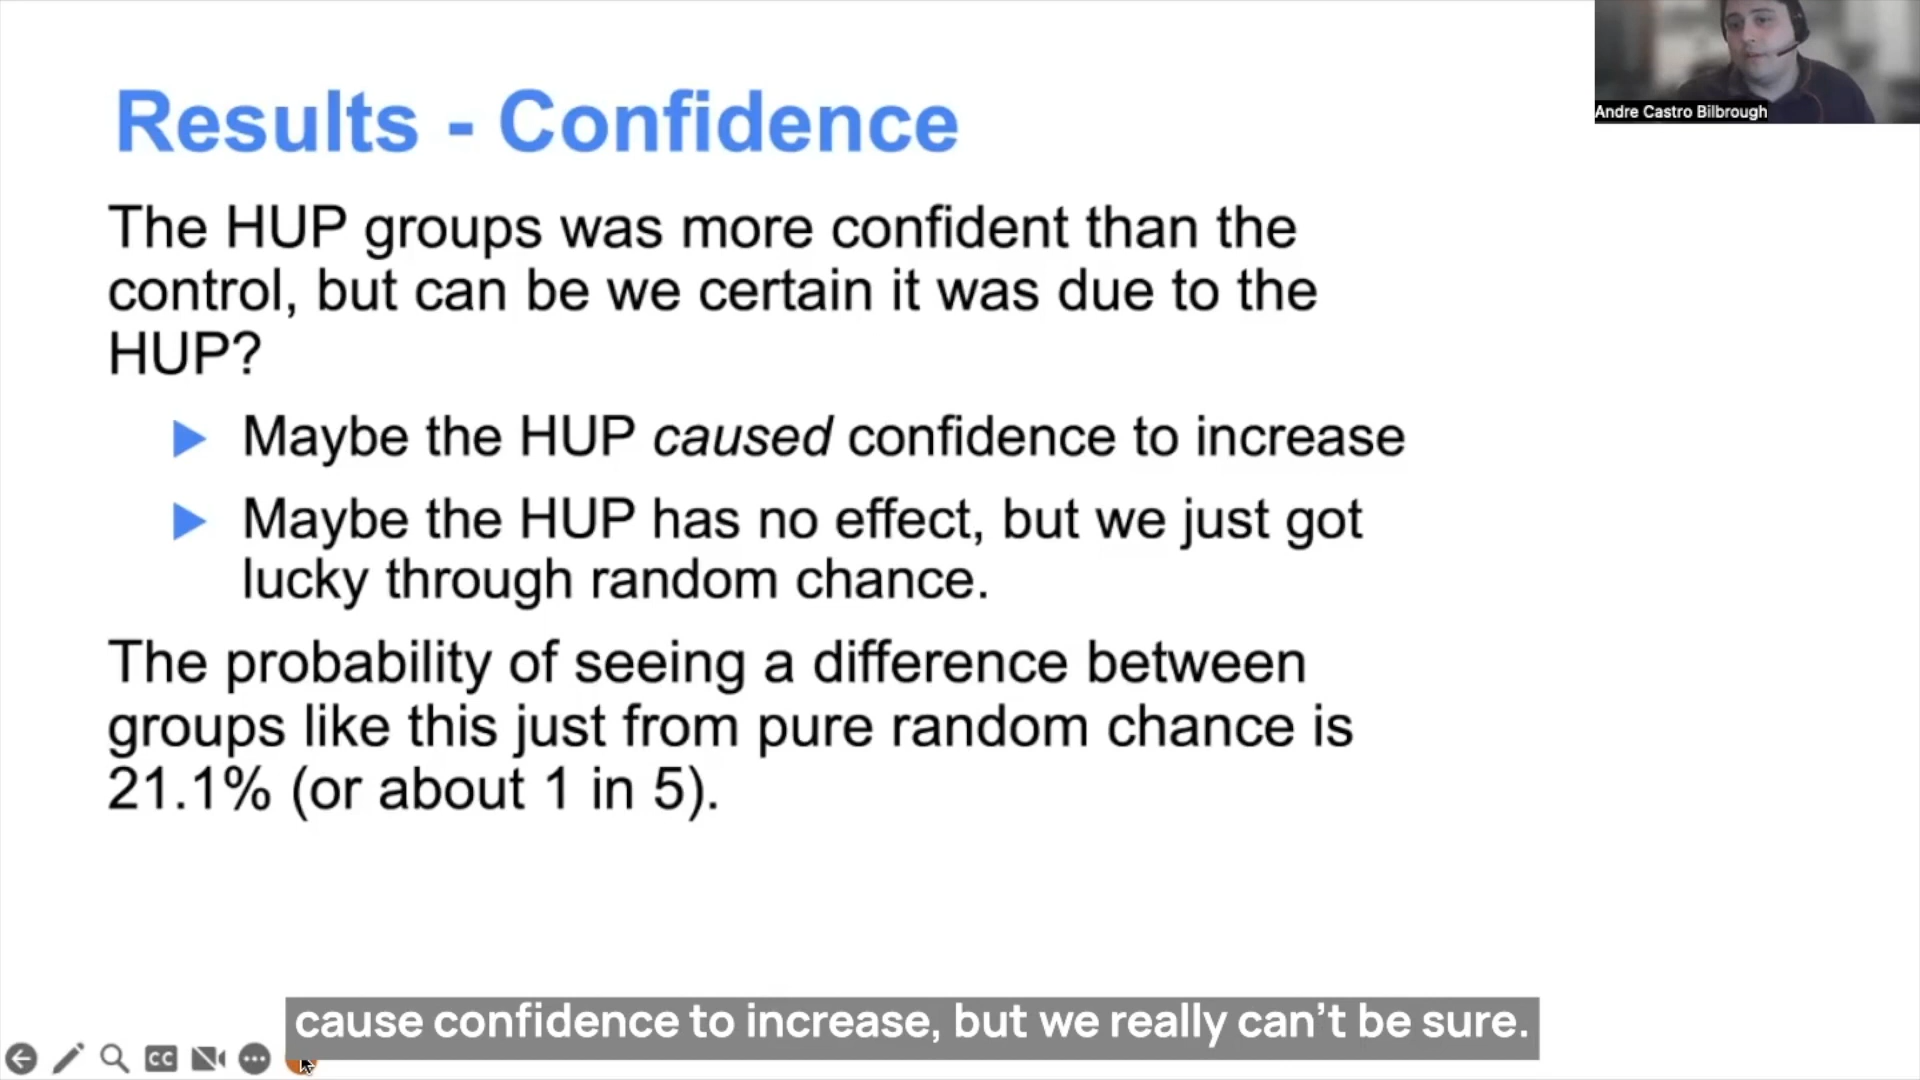 Results - Confidence
Andre Castro Bilbrough
The HUP groups was more confident than the
control, but can be we certain it was due to the
HUP?
Maybe the HUP caused confidence to increase
Maybe the HUP has no effect, but we just got
lucky through random chance.
The probability of seeing a difference between
groups like this just from pure random chance is
21.1% (or about 1 in 5).
cause confidence to increase, but we really can't be sure.
CC